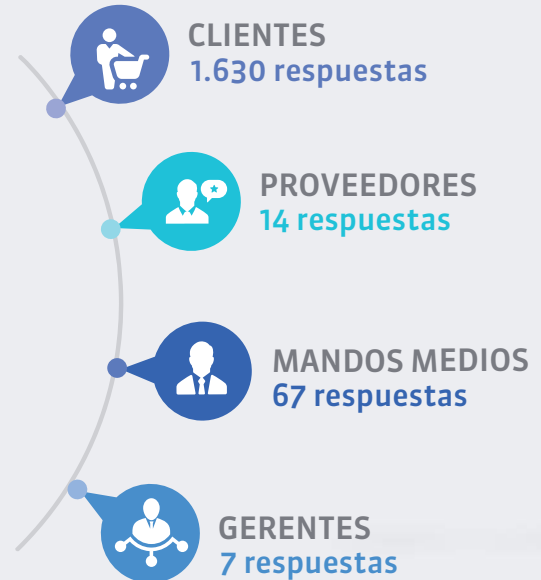 CLIENTES
1.630 respuestas
PROVEEDORES
14 respuestas
MANDOS MEDIOS
67 respuestas
GERENTES
7 respuestas